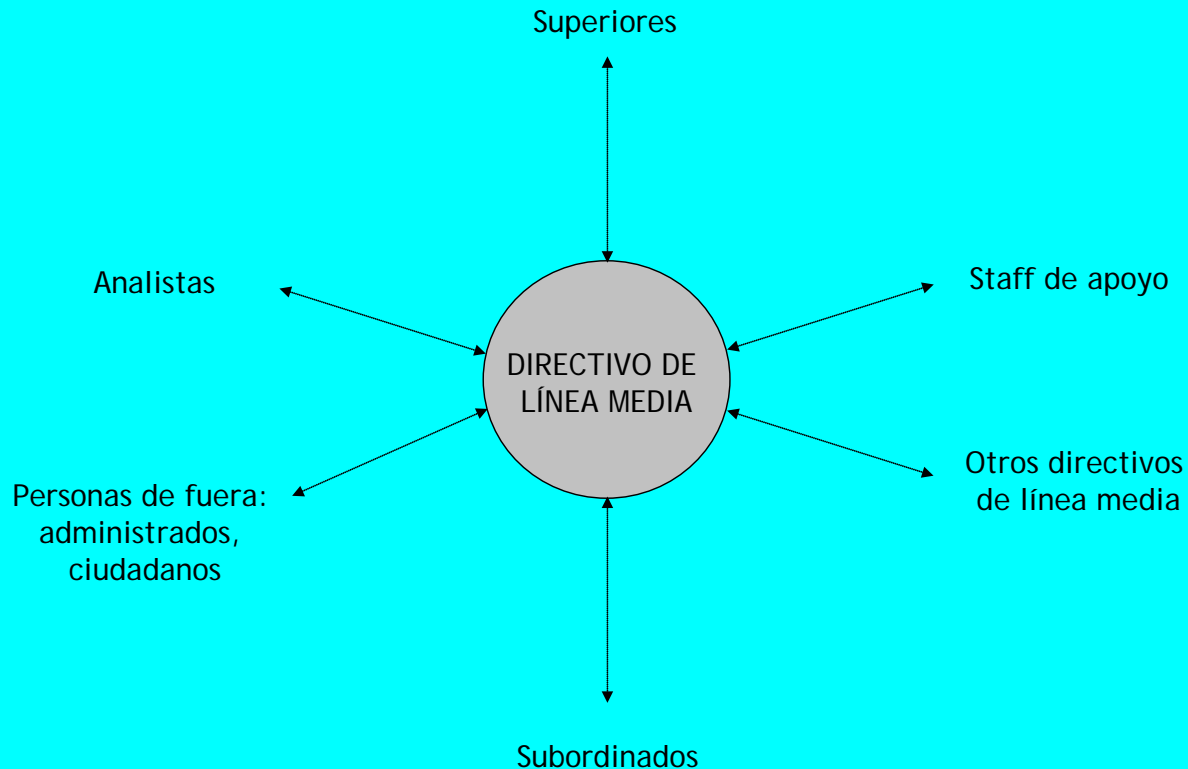 Superiores
Analistas
Staff de apoyo
DIRECTIVO DE
LÍNEA MEDIA
Personas de fuera:
administrados,
ciudadanos
Otros directivos
de línea media
Subordinados